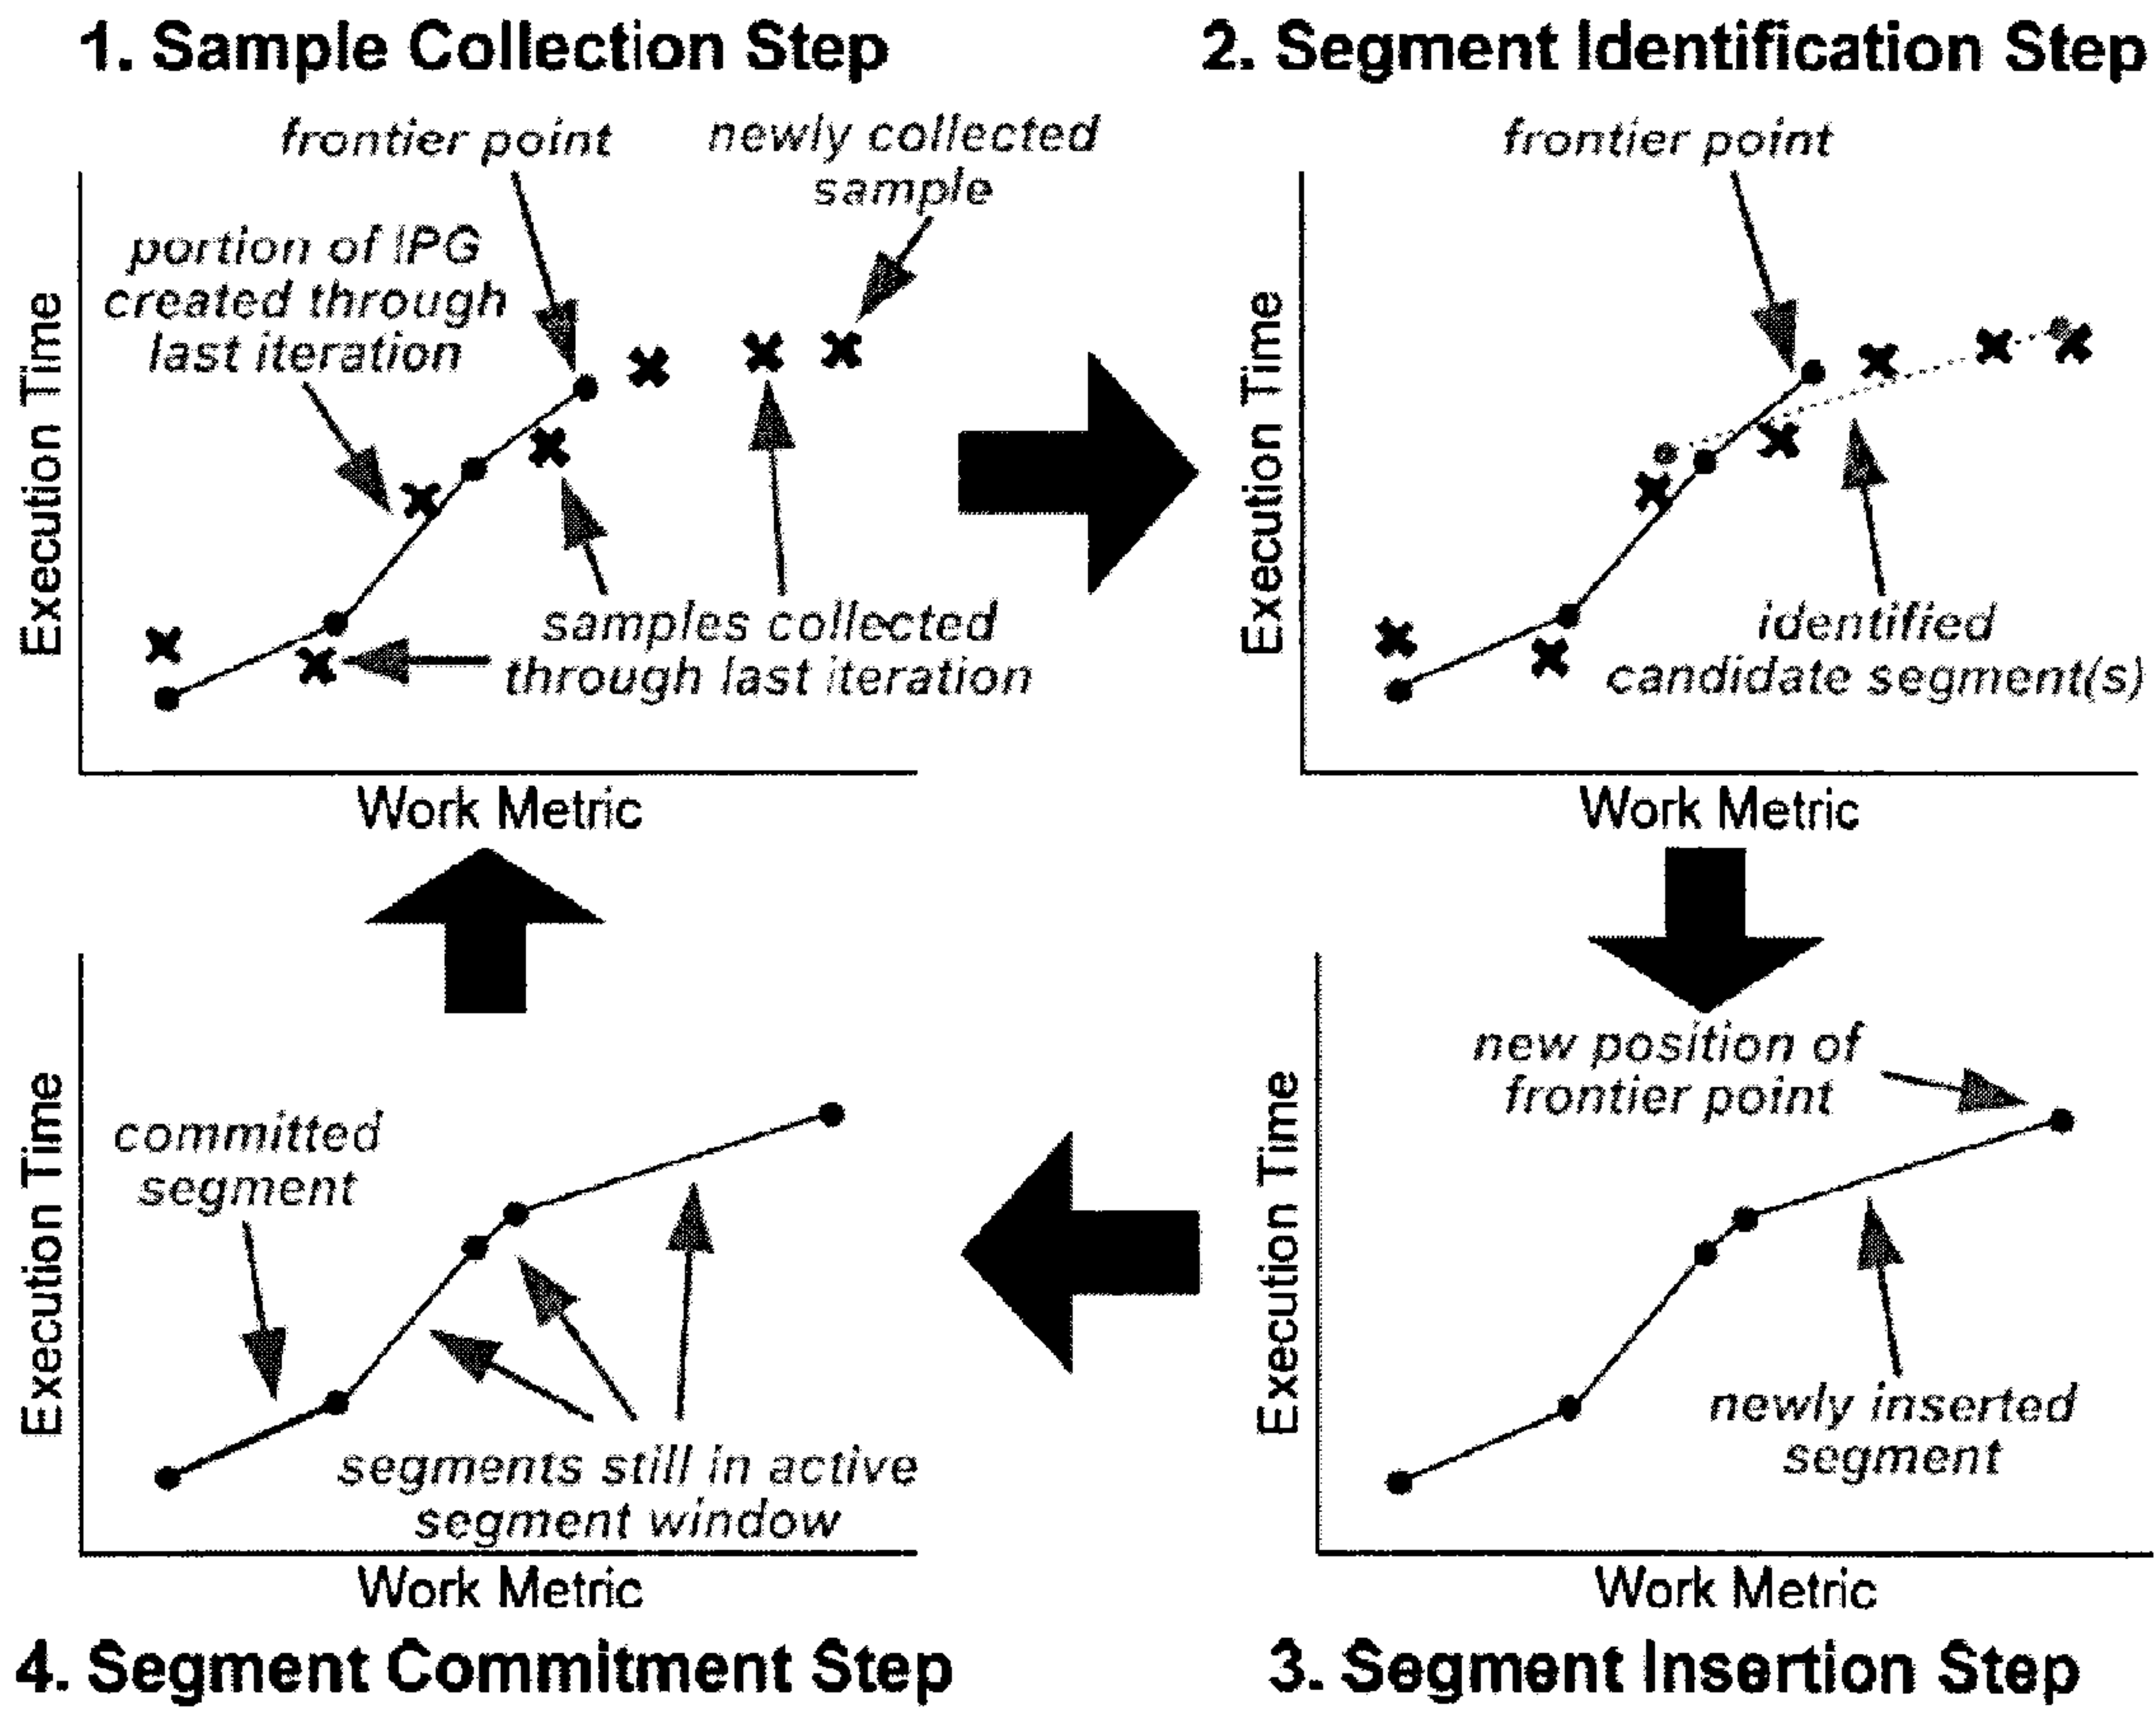 1. Sample Collection Step
frontier point
newly collected
sample
portion of IPG
created through
last iteration
samples collected
through last iteration
Execution Time
Work Metric
2. Segment Identification Step
frontier point
identified
candidate segment(s)
Execution Time
Work Metric
new position of
frontier point
newly inserted
segment
Execution Time
Work Metric
3. Segment Insertion Step
committed
segment
segments still in active
segment window
Execution Time
Work Metric
4. Segment Commitment Step